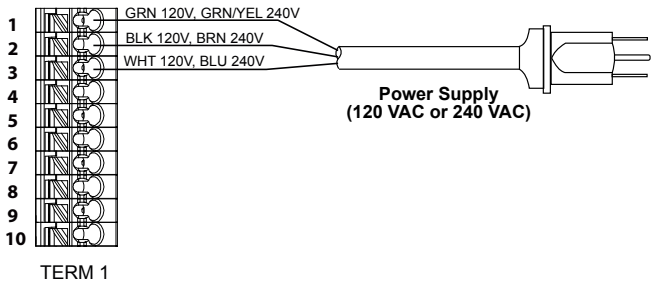 1 GRN 120V, GRN/YEL 240V
2 BLK 120V, BRN 240V
3 WHT 120V, BLU 240V
4
5
6
7
8
9
10
Power Supply
(120 VAC or 240 VAC)
TERM 1